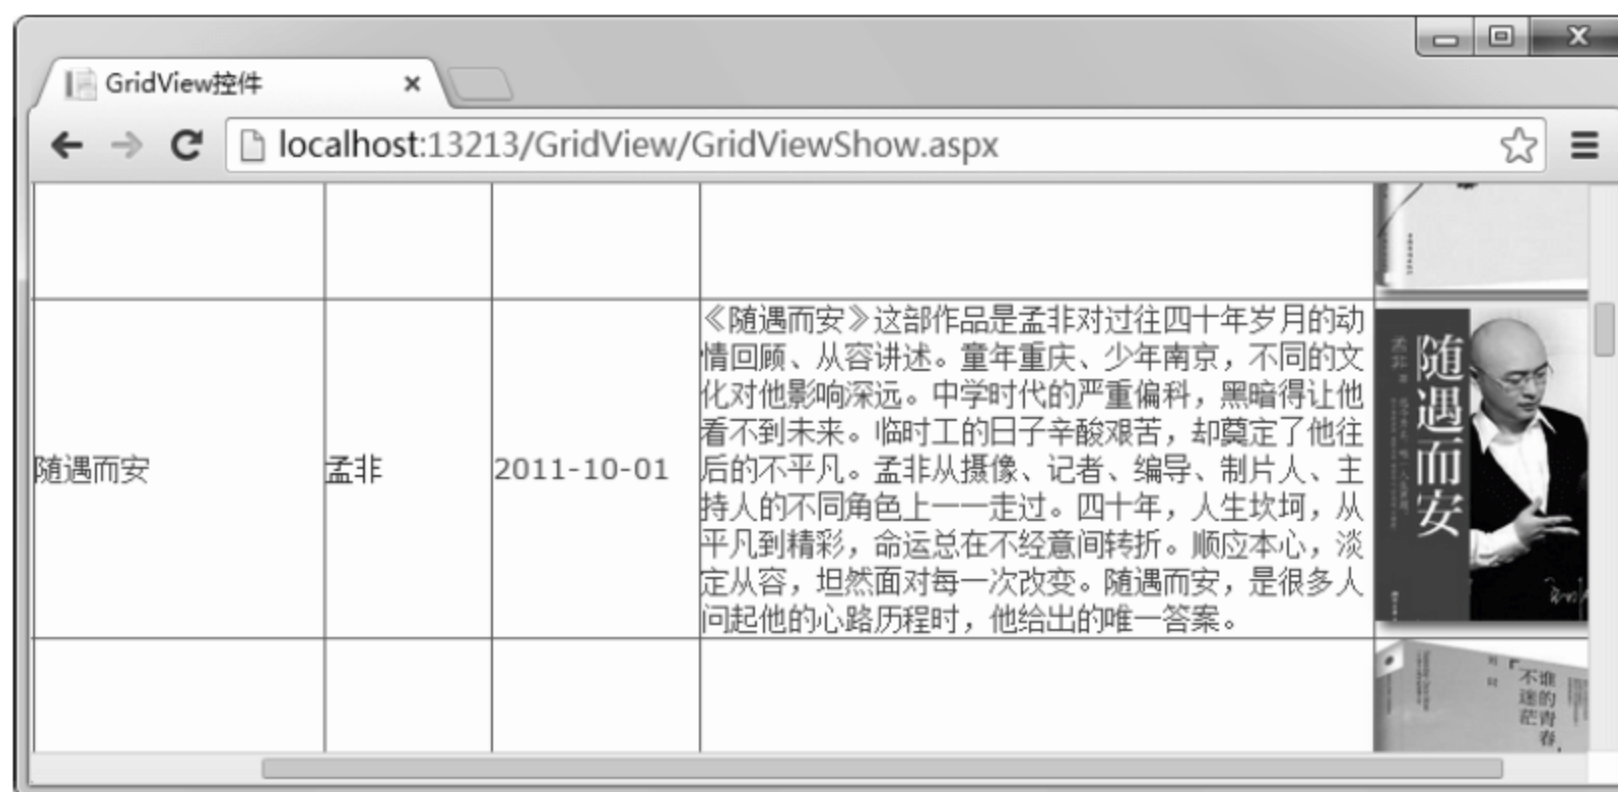 GridView控件
localhost:13213/GridView/GridViewShow.aspx
随遇而安
孟非
2011-10-01
《随遇而安》这部作品是孟非对过往四十年岁月的动
情回顾、从容讲述。童年重庆、少年南京，不同的文
化对他影响深远。中学时代的严重偏科，黑暗得让他
看不到未来。临时工的日子辛酸艰苦，却奠定了他往
后的不平凡。孟非从摄像、记者、编导、制片人、主
持人的不同角色上一一走过。四十年，人生坎坷，从
平凡到精彩，命运总在不经意间转折。顺应本心，淡
定从容，坦然面对每一次改变。随遇而安，是很多人
问起他的心路历程时，他给出的唯一答案。
随遇而安
孟非
谁的青春
不迷茫